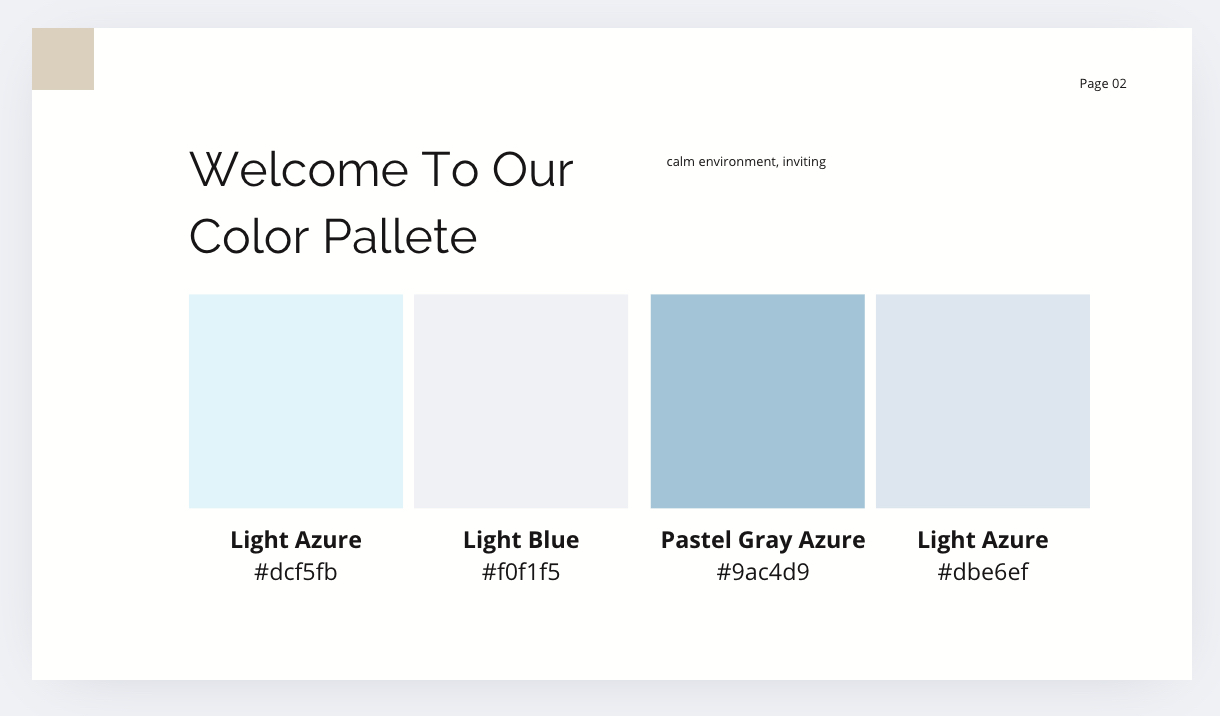 Page 02
Welcome To Our
Color Pallete
calm environment, inviting
Light Azure
#dcf5fb
Light Blue
#f0f1f5
Pastel Gray Azure
#9ac4d9
Light Azure
#dbe6ef